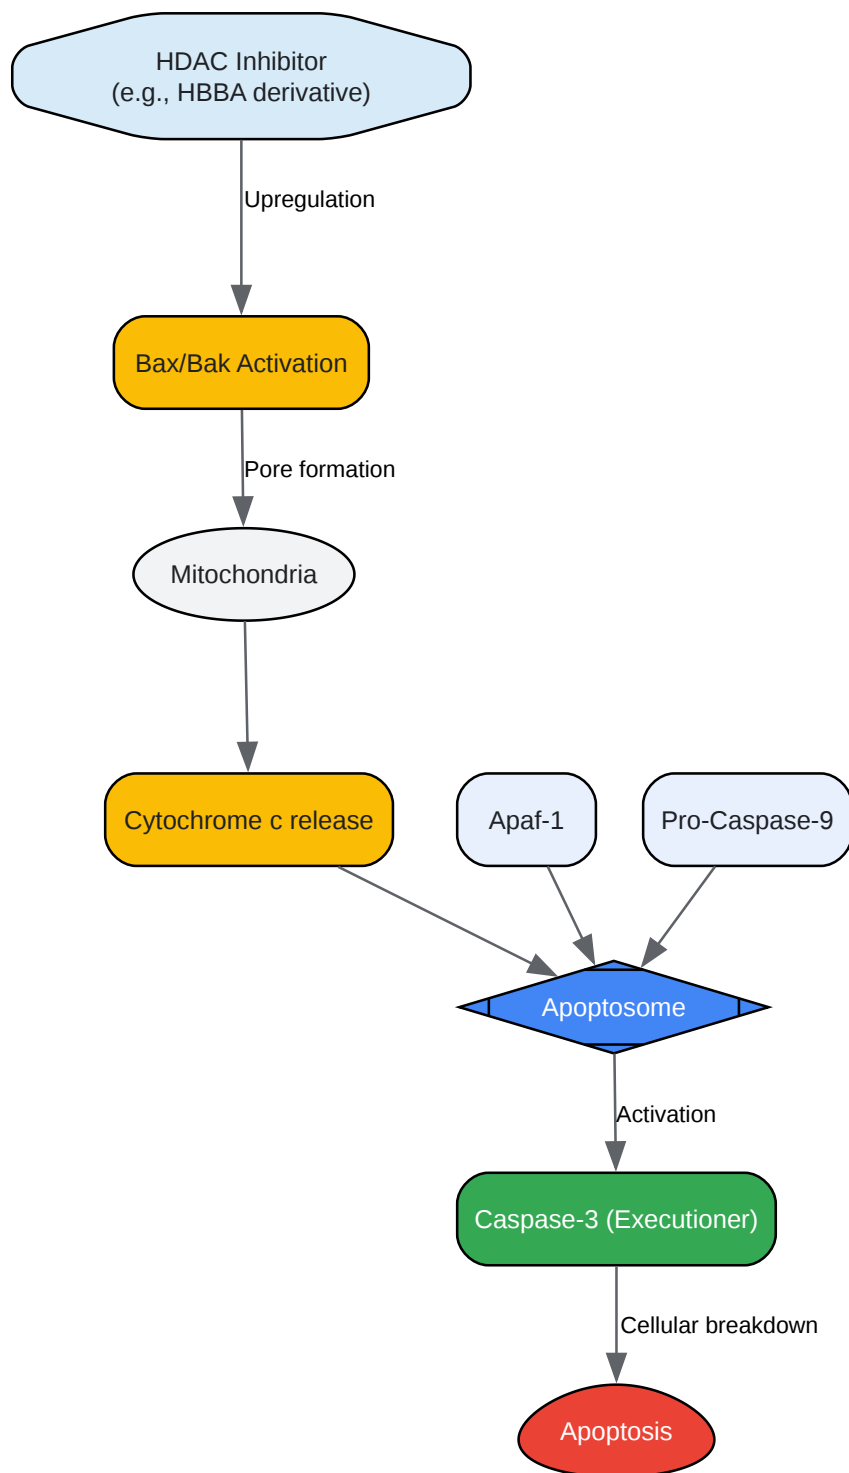 HDAC Inhibitor
(e.g., HBBA derivative)
Upregulation
Bax/Bak Activation
Pore formation
Mitochondria
Cytochrome c release
Apaf-1
Pro-Caspase-9
Apoptosome
Activation
Caspase-3 (Executioner)
Cellular breakdown
Apoptosis